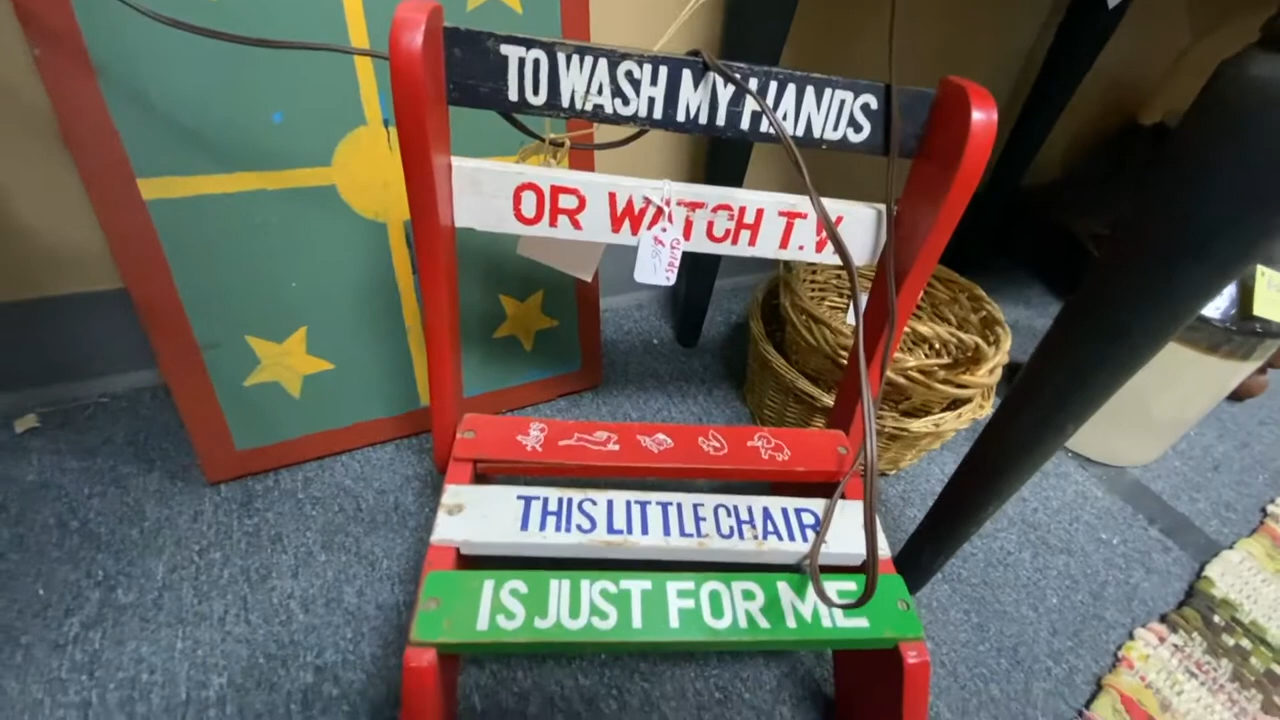 TO WASH MY HANDS
OR WATCH T.V.
THIS LITTLE CHAIR
IS JUST FOR ME